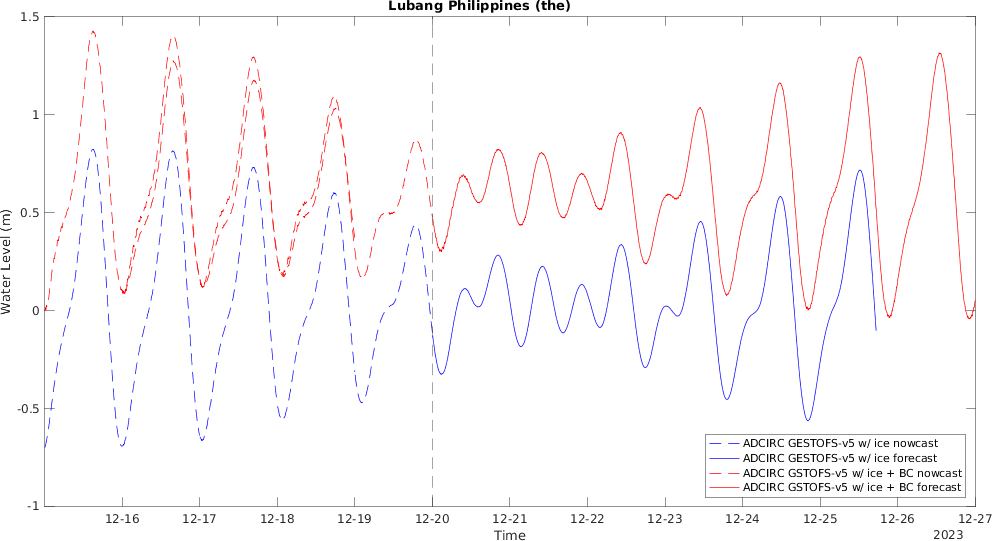 Lubang Philippines (the)
1.5
1
0.5
0
-0.5
-1
Water Level (m)
12-16
12-17
12-18
12-19
12-20
12-21
12-22
12-23
12-24
12-25
12-26
12-27
Time
2023
ADCIRC GESTOFS-v5 w/ ice nowcast
ADCIRC GESTOFS-v5 w/ ice forecast
ADCIRC GSTOFS-v5 w/ ice + BC nowcast
ADCIRC GSTOFS-v5 w/ ice + BC forecast